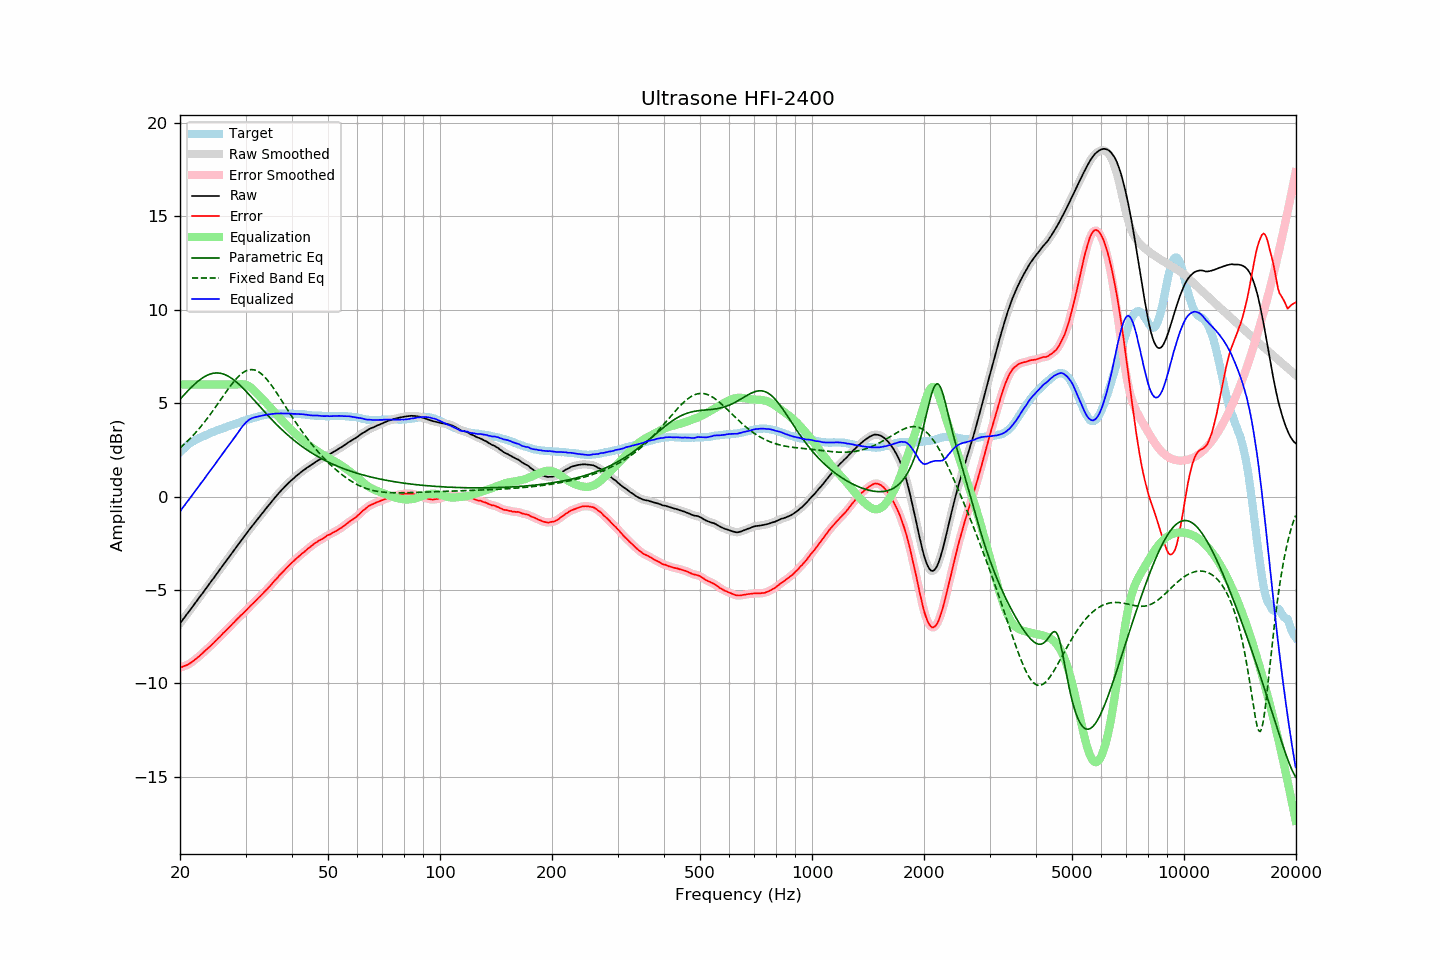 Ultrasone HFI-2400
20
15
10
5
0
−5
−10
−15
Amplitude (dBr)
Target
Raw Smoothed
Error Smoothed
Raw
Error
Equalization
Parametric Eq
Fixed Band Eq
Equalized
20 50 100 200 500 1000 2000 5000 10000 20000
Frequency (Hz)